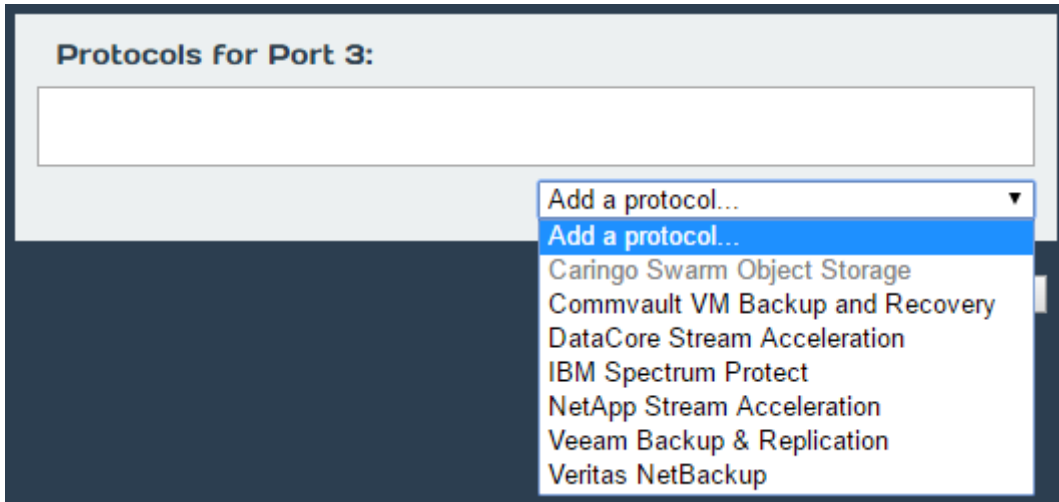 Protocols for Port 3:
Add a protocol...
Add a protocol...
Caringo Swarm Object Storage
Commvault VM Backup and Recovery
DataCore Stream Acceleration
IBM Spectrum Protect
NetApp Stream Acceleration
Veeam Backup & Replication
Veritas NetBackup